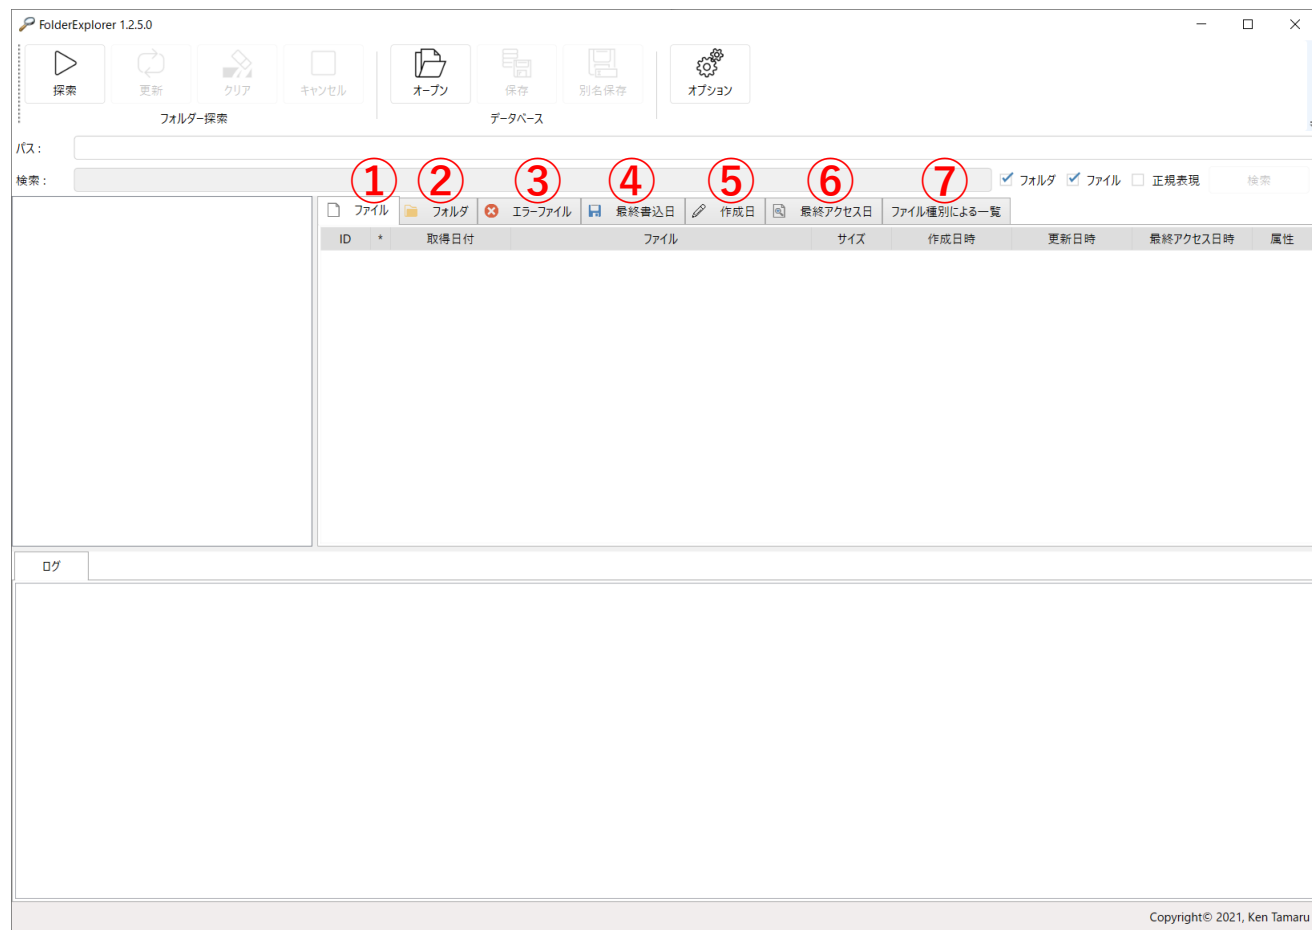 FolderExplorer 1.2.5.0
探索 更新 クリア キャンセル オープン 保存 別名保存 オプション
フォルダー探索 データベース
パス :
検索 : フォルダ ファイル 正規表現 検索
① ② ③ ④ ⑤ ⑥ ⑦
ファイル フォルダ エラーファイル 最終書込日 作成日 最終アクセス日 ファイル種別による一覧
ID * 取得日付 ファイル サイズ 作成日時 更新日時 最終アクセス日時 属性
ログ
Copyright© 2021, Ken Tamaru